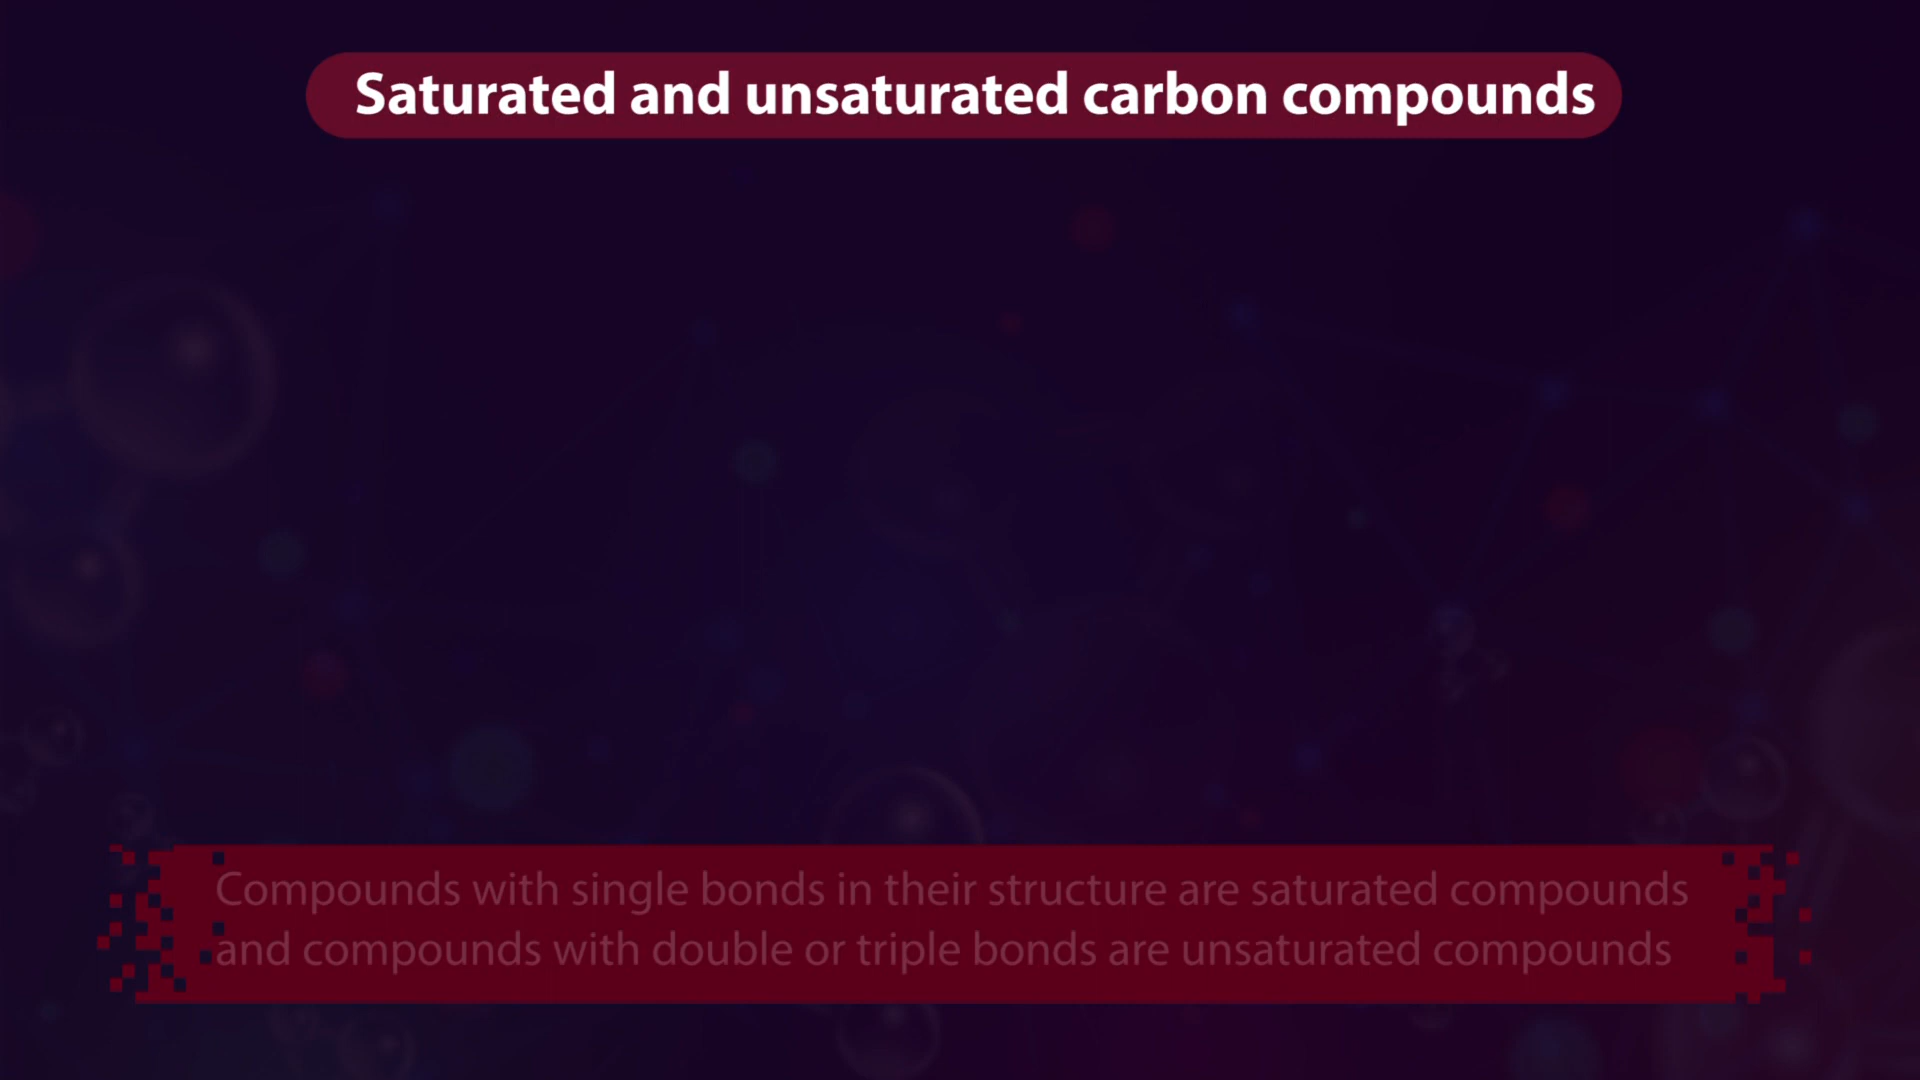 Saturated and unsaturated carbon compounds
Compounds with single bonds in their structure are saturated compounds
and compounds with double or triple bonds are unsaturated compounds